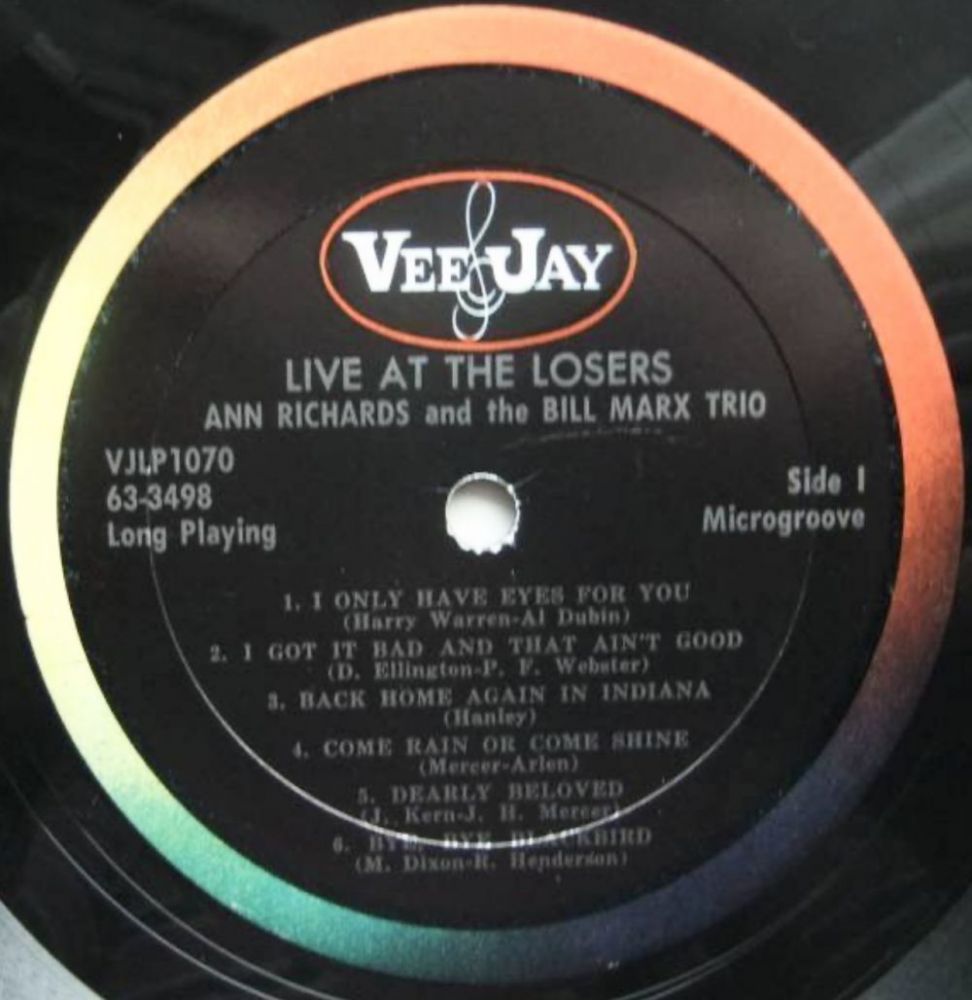 VEE JAY
LIVE AT THE LOSERS
ANN RICHARDS and the BILL MARX TRIO
VJLP1070
63-3498
Long Playing
Side 1
Microgroove
1. I ONLY HAVE EYES FOR YOU
(Harry Warren-Al Dubin)
2. I GOT IT BAD AND THAT AIN'T GOOD
(D. Ellington-P. F. Webster)
3. BACK HOME AGAIN IN INDIANA
(Hanley)
4. COME RAIN OR COME SHINE
(Mercer-Arlen)
5. DEARLY BELOVED
(J. Kern-J. H. Mercer)
6. BYE BYE BLACKBIRD
(M. Dixon-R. Henderson)